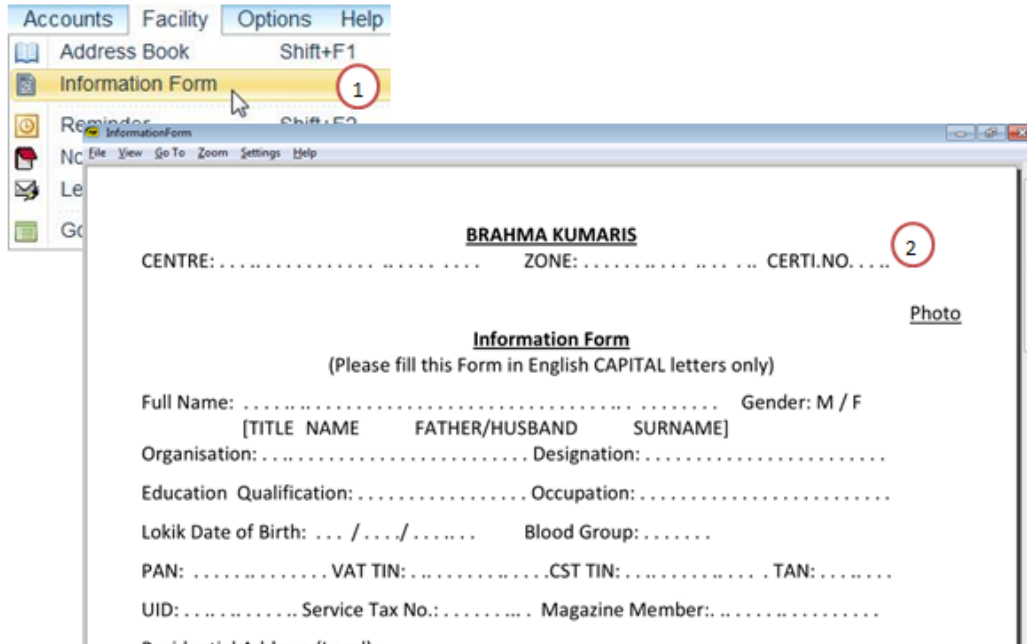 Accounts Facility Options Help
Address Book Shift+F1
Information Form
1
InformationForm
File View Go To Zoom Settings Help
BRAHMA KUMARIS
2
CENTRE: . . . .. . . . . . . . . . . . .. ... .. . . . . . ZONE: . . . . . . .. . . . .. .. . . .. CERTI.NO. . . ..
Photo
Information Form
(Please fill this Form in English CAPITAL letters only)
Full Name: . . . .. .. . . . . . . . . . . . . . . . . . . . . . . . . . . . . .. . . . . . . . . . Gender: M / F
[TITLE NAME FATHER/HUSBAND SURNAME]
Organisation: . . .. . . . . . . . . . . . . . . . . . . . . . . . Designation: . . . . . . . . . . . . . . . . . . . . . . .
Education Qualification: . . . . . . . . . . . . . . . . . Occupation: . . . . . . . . . . . . . . . . . . . . . . . .
Lokik Date of Birth: . . . / . . . ./ . . . .. . . Blood Group: . . . . . . .
PAN: . . . . . .. .. . . . . . . VAT TIN: . .. . . . . . . .. . . . .CST TIN: . . .. . . . . .. . . .. . . . . TAN: . . . .. . . .
UID: . . .. .. .. . . . . . Service Tax No.: . . . . . . ... . Magazine Member:. .. . . . . .. . . . . . . . . . .